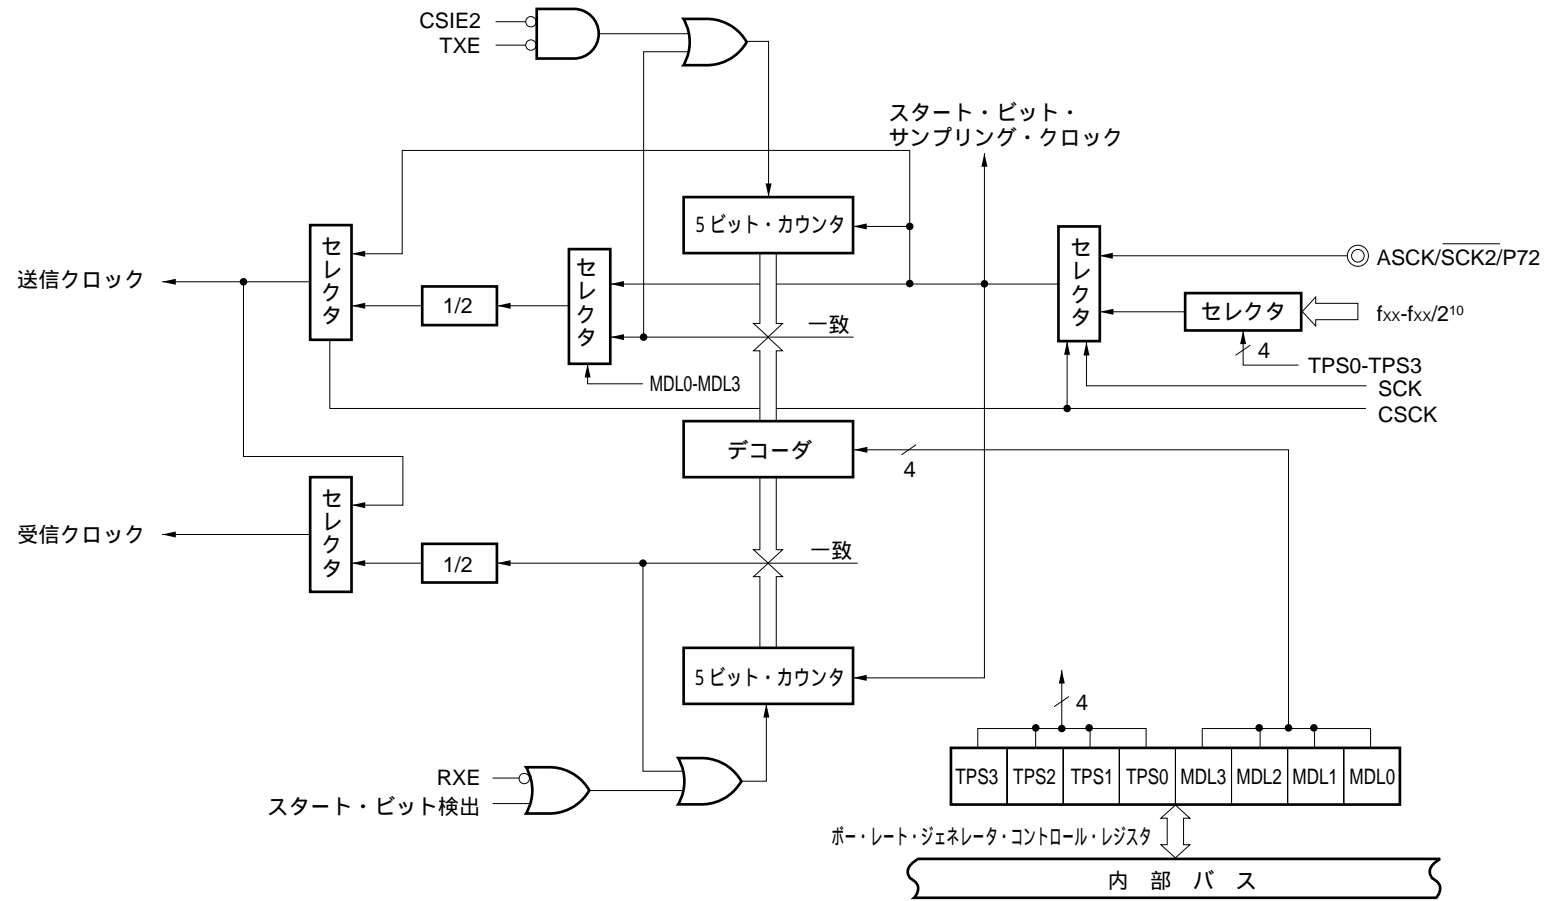 CSIE2
TXE
スタート・ビット・
サンプリング・クロック
5ビット・カウンタ
セレクタ
セレクタ
セレクタ
ASCK/SCK2/P72
送信クロック
1/2
セレクタ
fxx-fxx/2¹⁰
一致
4
TPS0-TPS3
MDL0-MDL3
SCK
CSCK
デコーダ
4
セレクタ
受信クロック
1/2
一致
5ビット・カウンタ
4
RXE
スタート・ビット検出
TPS3 TPS2 TPS1 TPS0 MDL3 MDL2 MDL1 MDL0
ボー・レート・ジェネレータ・コントロール・レジスタ
内部バス